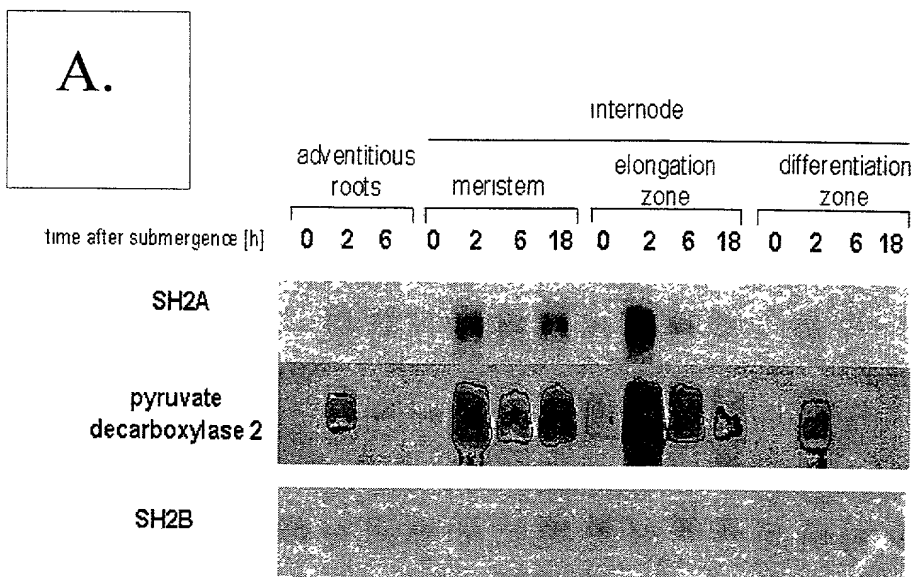 A.
internode
adventitious roots
meristem
elongation zone
differentiation zone
time after submergence [h]
0 2 6 0 2 6 18 0 2 6 18 0 2 6 18
SH2A
pyruvate
decarboxylase 2
SH2B